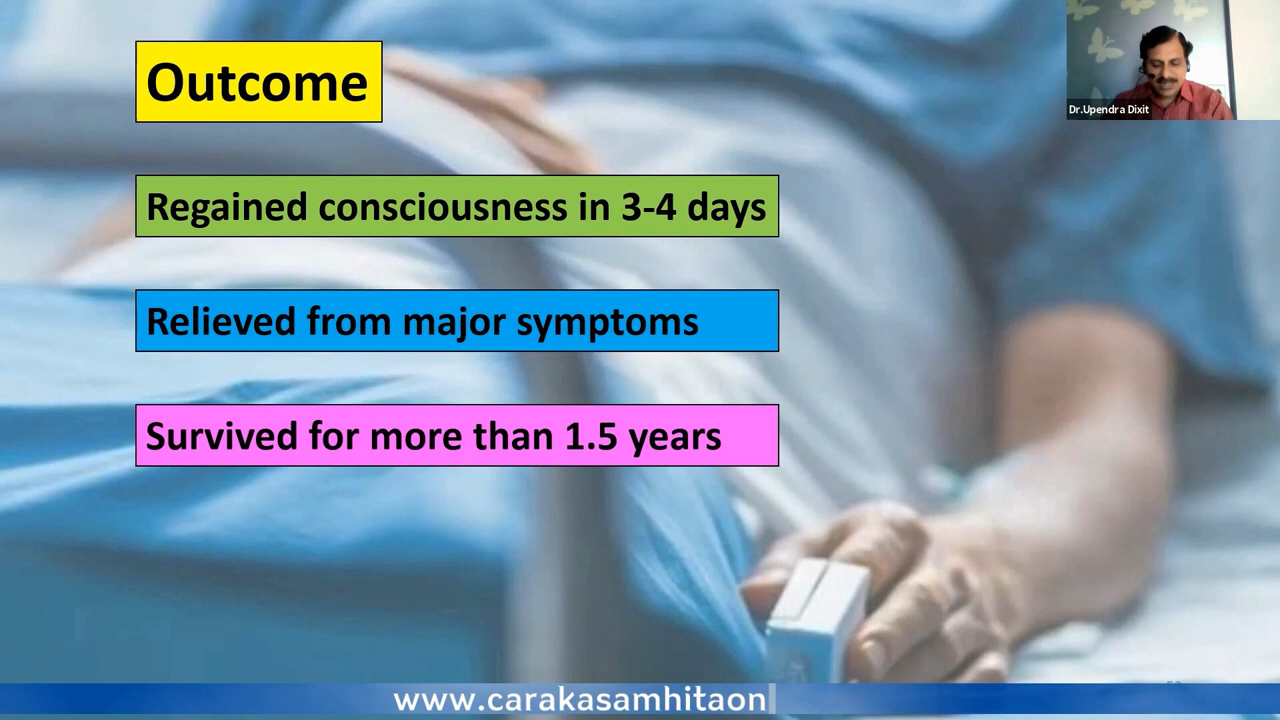 Outcome
Dr.Upendra Dixit
Regained consciousness in 3-4 days
Relieved from major symptoms
Survived for more than 1.5 years
www.carakasamhitaon